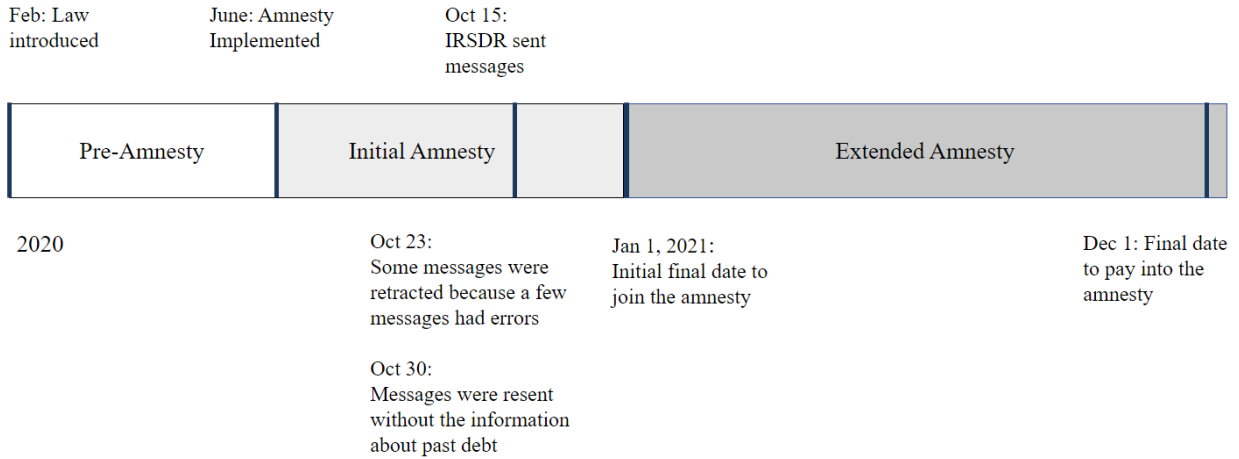 Feb: Law
introduced
June: Amnesty
Implemented
Oct 15:
IRSDR sent
messages
Pre-Amnesty
Initial Amnesty
Extended Amnesty
2020
Oct 23:
Some messages were
retracted because a few
messages had errors
Oct 30:
Messages were resent
without the information
about past debt
Jan 1, 2021:
Initial final date to
join the amnesty
Dec 1: Final date
to pay into the
amnesty